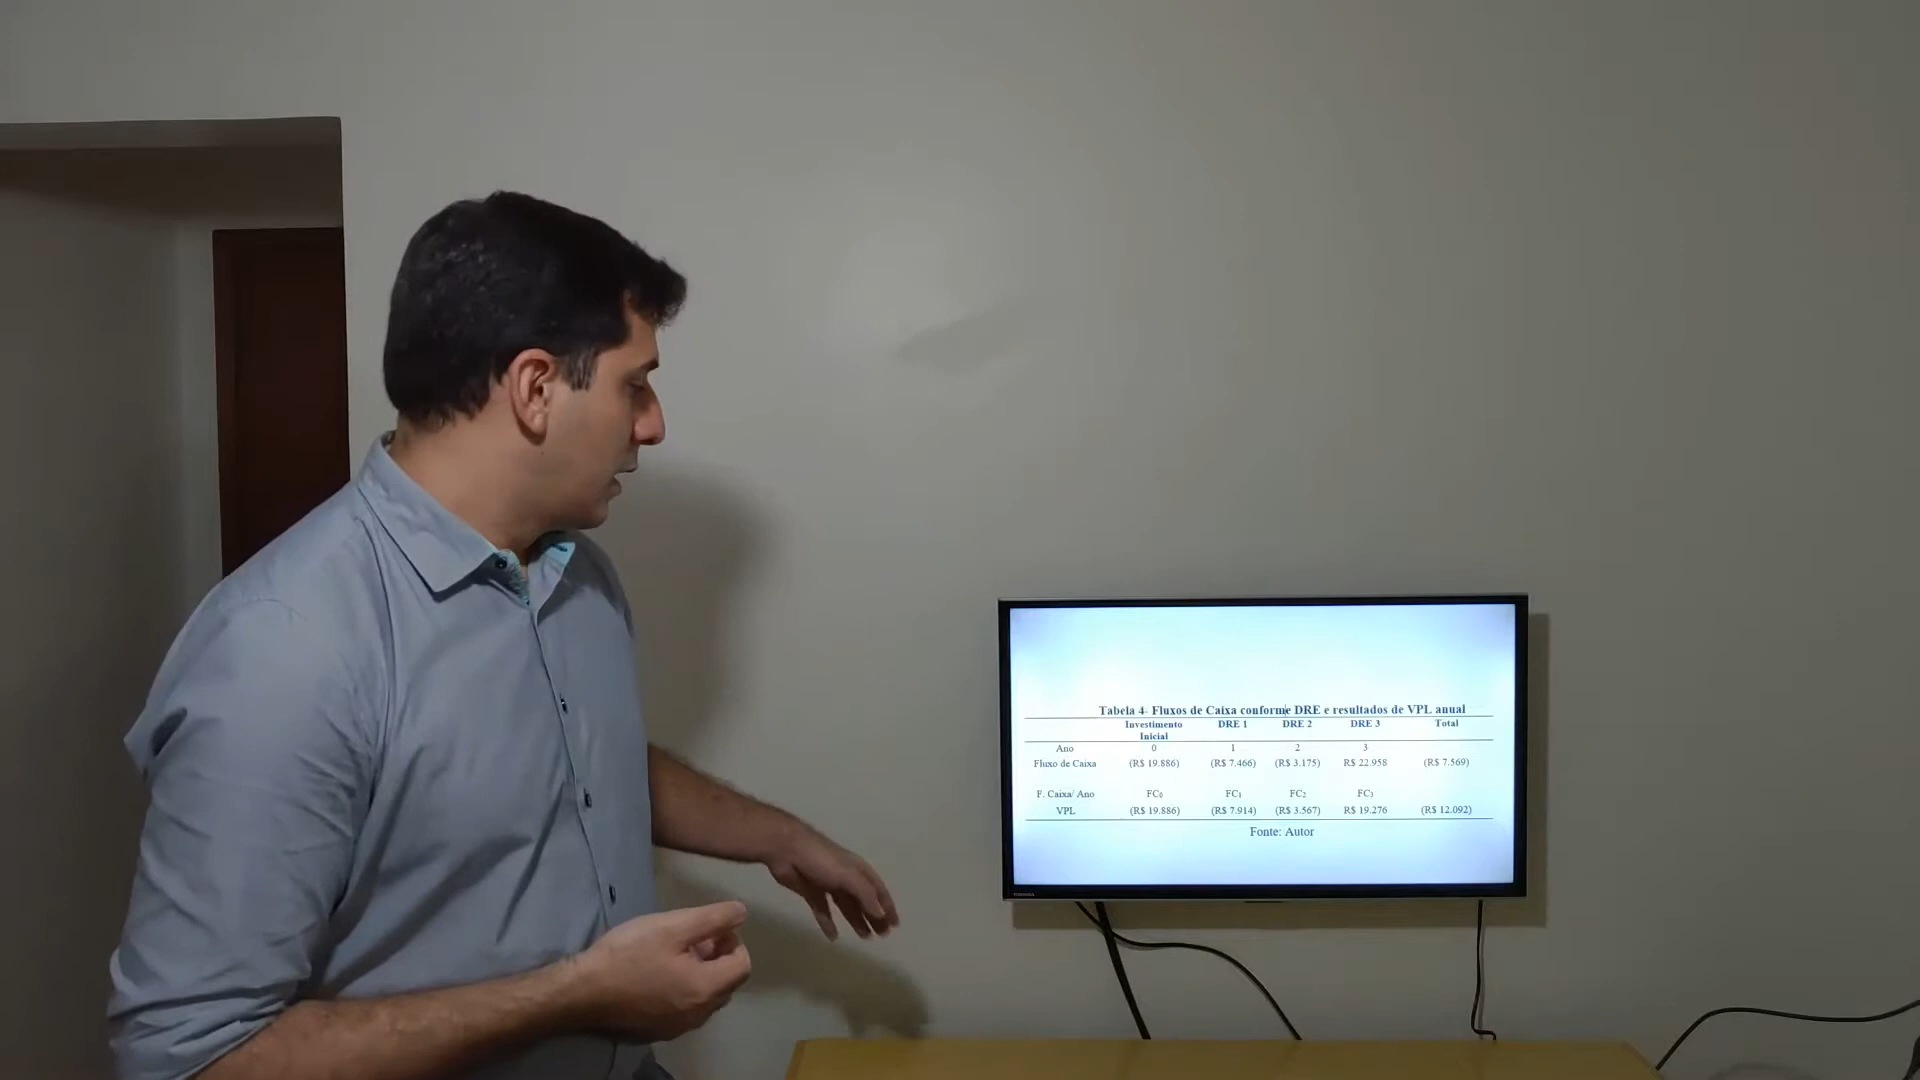 Tabela 4- Fluxos de Caixa conforme DRE e resultados de VPL anual
Investimento Inicial DRE 1 DRE 2 DRE 3 Total
Ano 0 1 2 3
Fluxo de Caixa (R$ 19.886) (R$ 7.466) (R$ 3.175) R$ 22.958 (R$ 7.569)
F. Caixa/ Ano FC₀ FC₁ FC₂ FC₃
VPL (R$ 19.886) (R$ 7.914) (R$ 3.567) R$ 19.276 (R$ 12.092)
Fonte: Autor
TOSHIBA